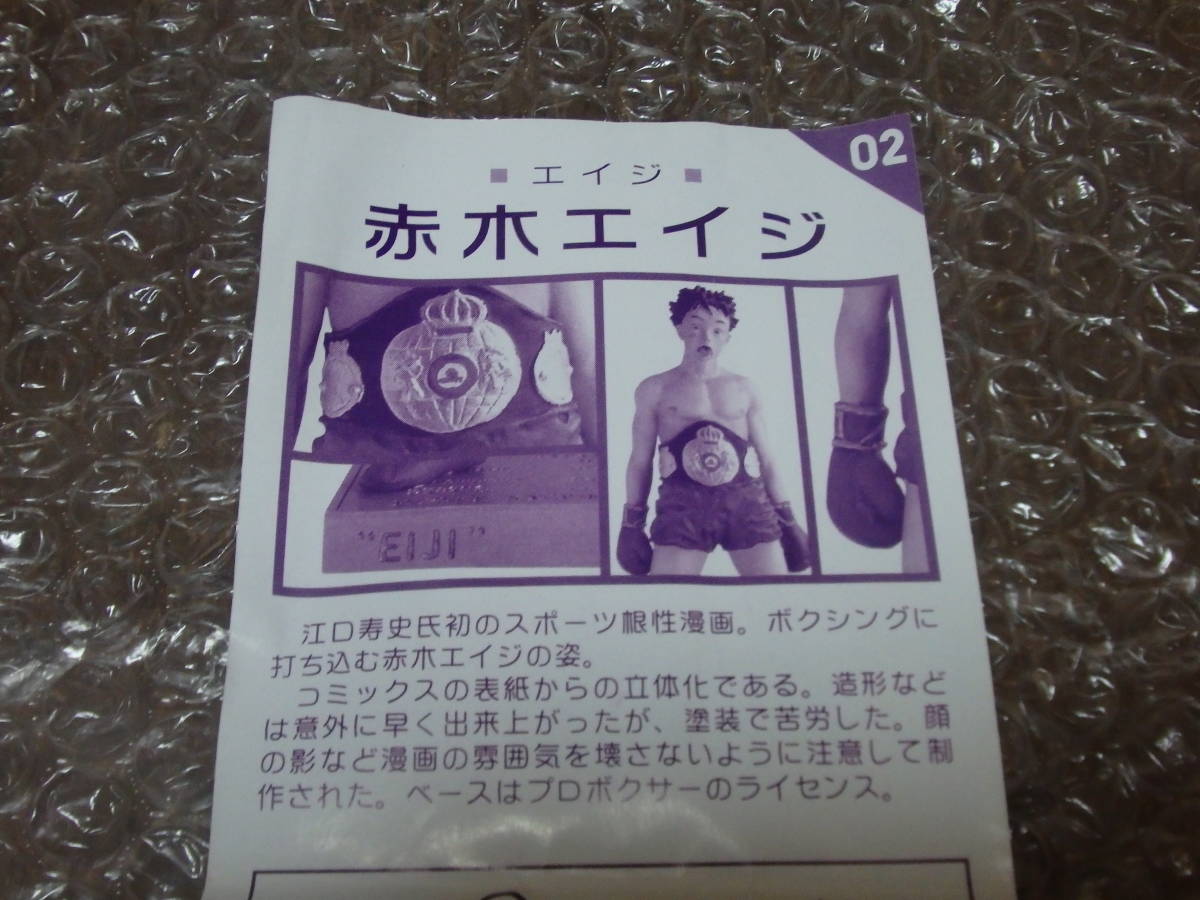 02
■ エイジ ■
赤木エイジ
"EIJI"
江口寿史氏初のスポーツ根性漫画。ボクシングに
打ち込む赤木エイジの姿。
コミックスの表紙からの立体化である。造形など
は意外に早く出来上がったが、塗装で苦労した。顔
の影など漫画の雰囲気を壊さないように注意して制
作された。ベースはプロボクサーのライセンス。